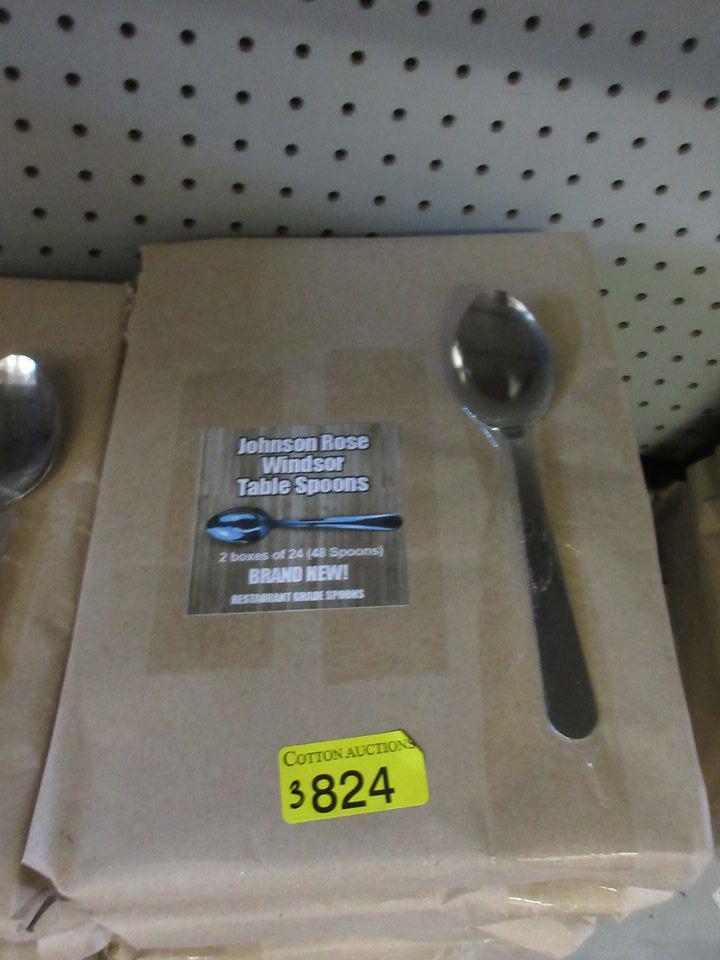 Johnson Rose
Windsor
Table Spoons
2 boxes of 24 (48 Spoons)
BRAND NEW!
RESTAURANT GRADE SPOONS
COTTON AUCTIONS
3824